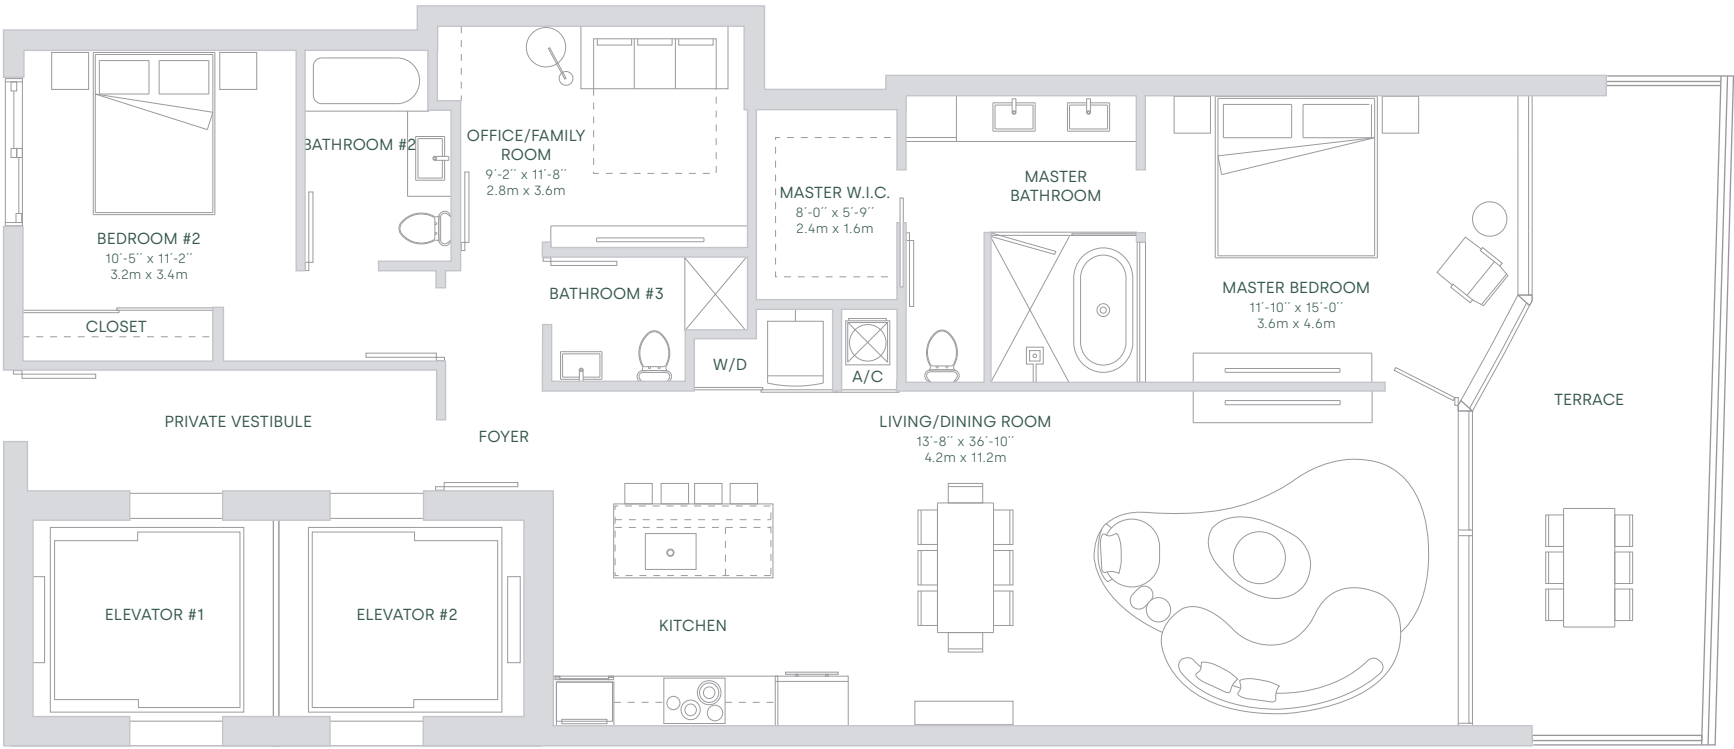 BEDROOM #2
10´-5´´ x 11´-2´´
3.2m x 3.4m
CLOSET
BATHROOM #2
OFFICE/FAMILY
ROOM
9´-2´´ x 11´-8´´
2.8m x 3.6m
BATHROOM #3
MASTER W.I.C.
8´-0´´ x 5´-9´´
2.4m x 1.6m
W/D
A/C
MASTER
BATHROOM
MASTER BEDROOM
11´-10´´ x 15´-0´´
3.6m x 4.6m
TERRACE
PRIVATE VESTIBULE
FOYER
LIVING/DINING ROOM
13´-8´´ x 36´-10´´
4.2m x 11.2m
ELEVATOR #1
ELEVATOR #2
KITCHEN